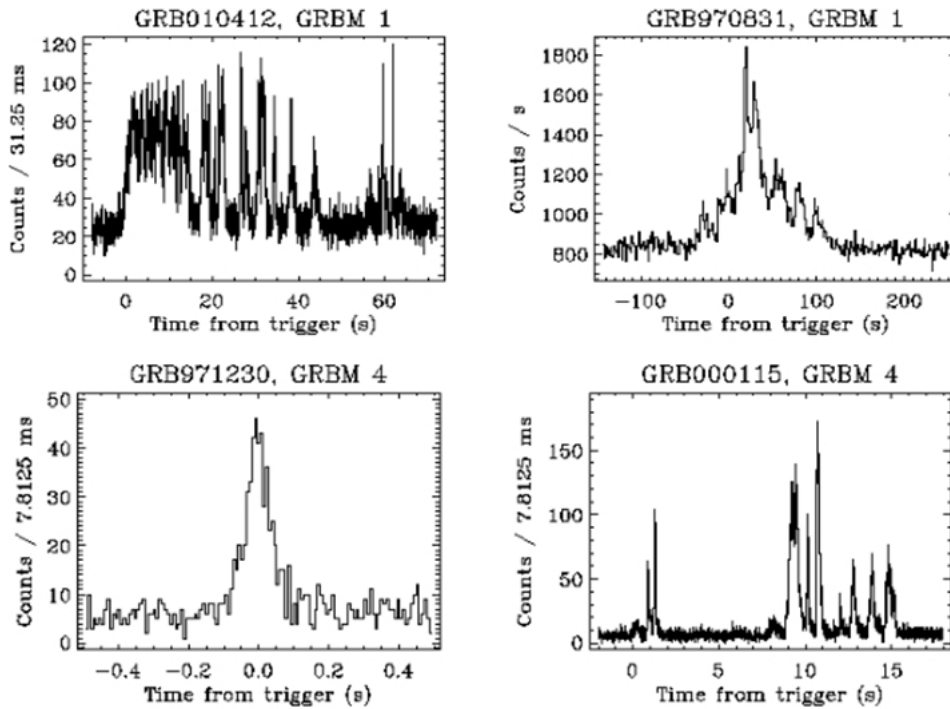 GRB010412, GRBM 1
Counts / 31.25 ms
120
100
80
60
40
20
0
0 20 40 60
Time from trigger (s)
GRB970831, GRBM 1
Counts / s
1800
1600
1400
1200
1000
800
−100 0 100 200
Time from trigger (s)
GRB971230, GRBM 4
Counts / 7.8125 ms
50
40
30
20
10
0
−0.4 −0.2 0.0 0.2 0.4
Time from trigger (s)
GRB000115, GRBM 4
Counts / 7.8125 ms
150
100
50
0
0 5 10 15
Time from trigger (s)